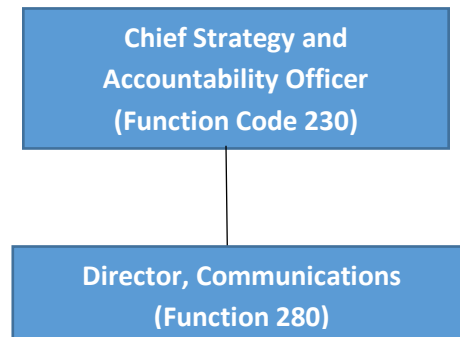 Chief Strategy and
Accountability Officer
(Function Code 230)
Director, Communications
(Function 280)